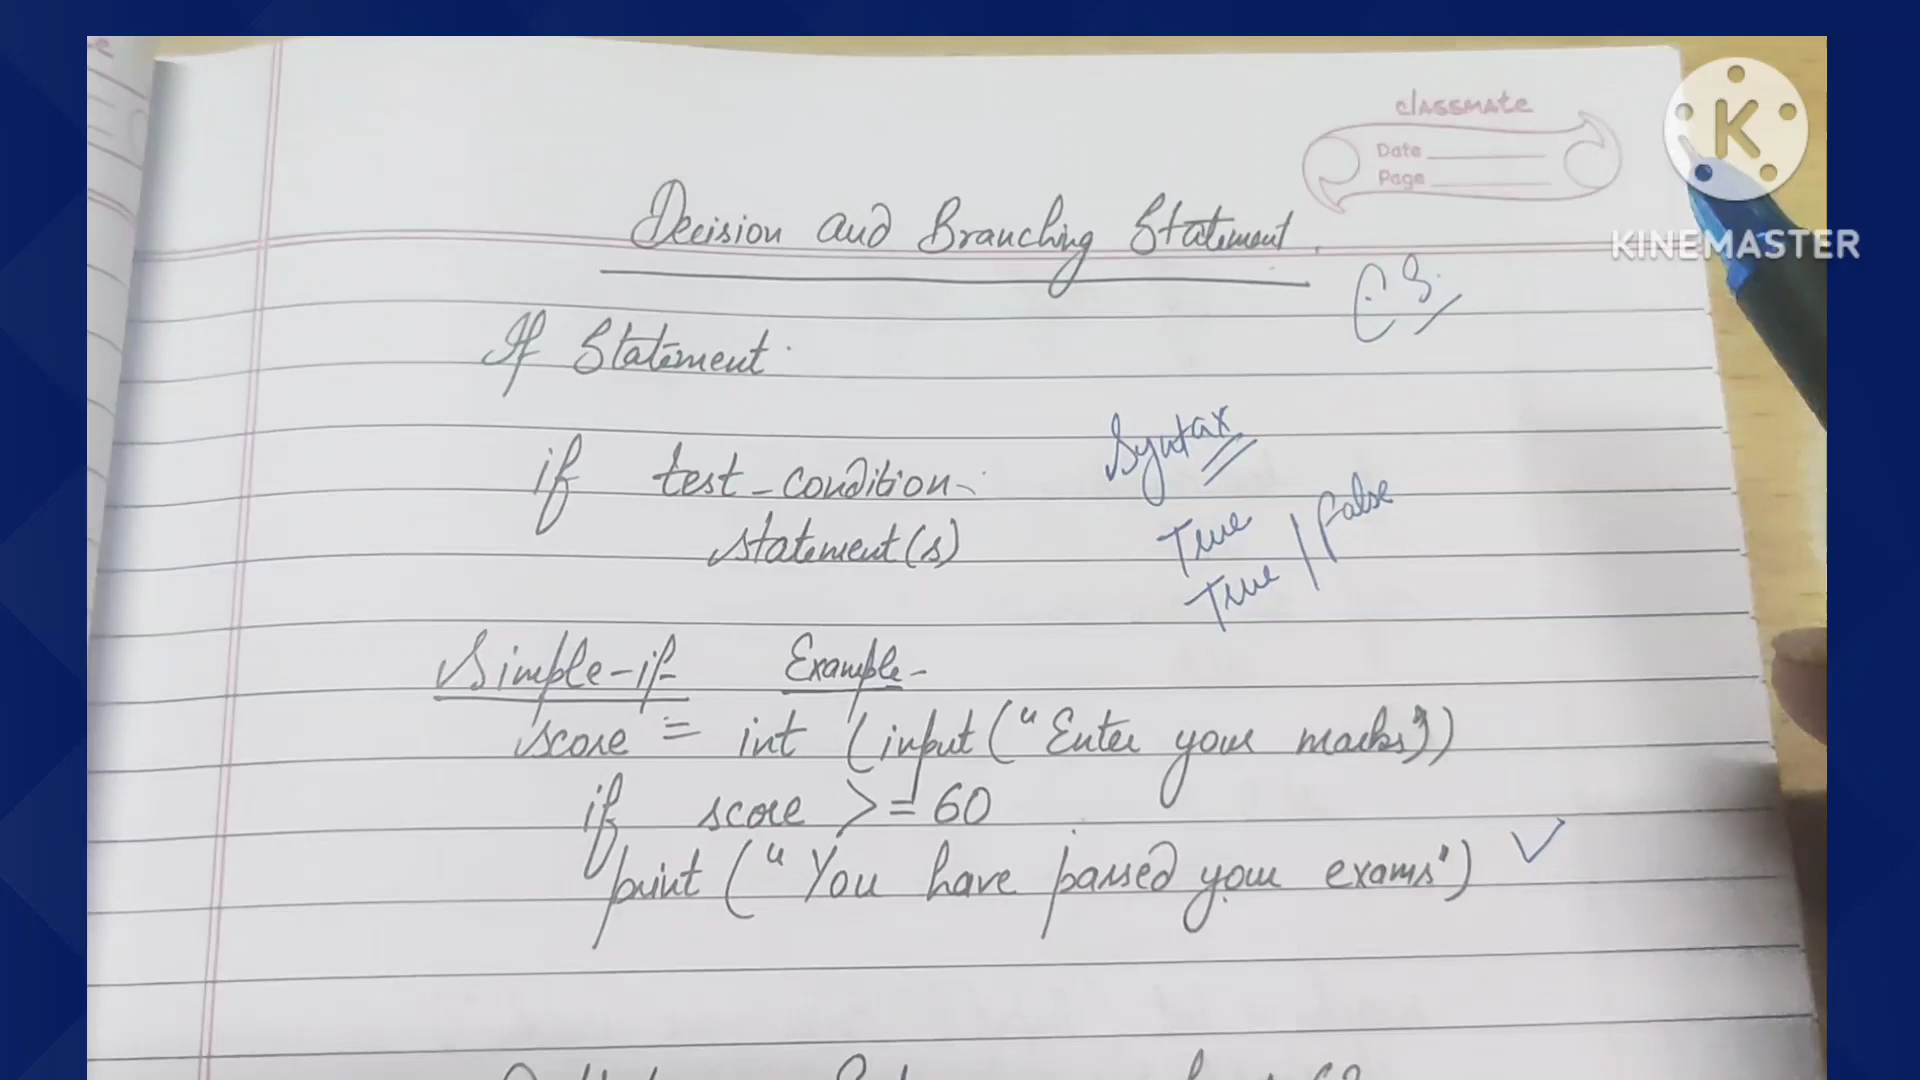 classmate
Date
Page
KINEMASTER
Decision and Branching Statement
If Statement
if test_condition
statement(s)
Syntax
True
True / false
Simple-if Example-
score = int (input ("Enter your marks"))
if score >= 60
print ("You have passed your exams")